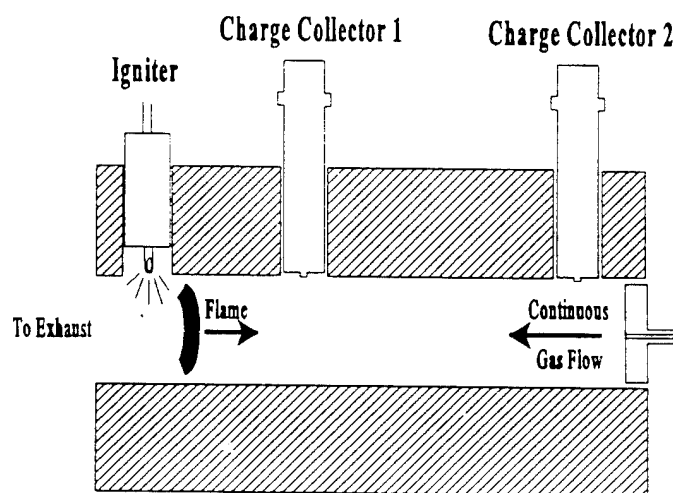 Charge Collector 1
Charge Collector 2
Igniter
To Exhaust
Flame
Continuous
Gas Flow